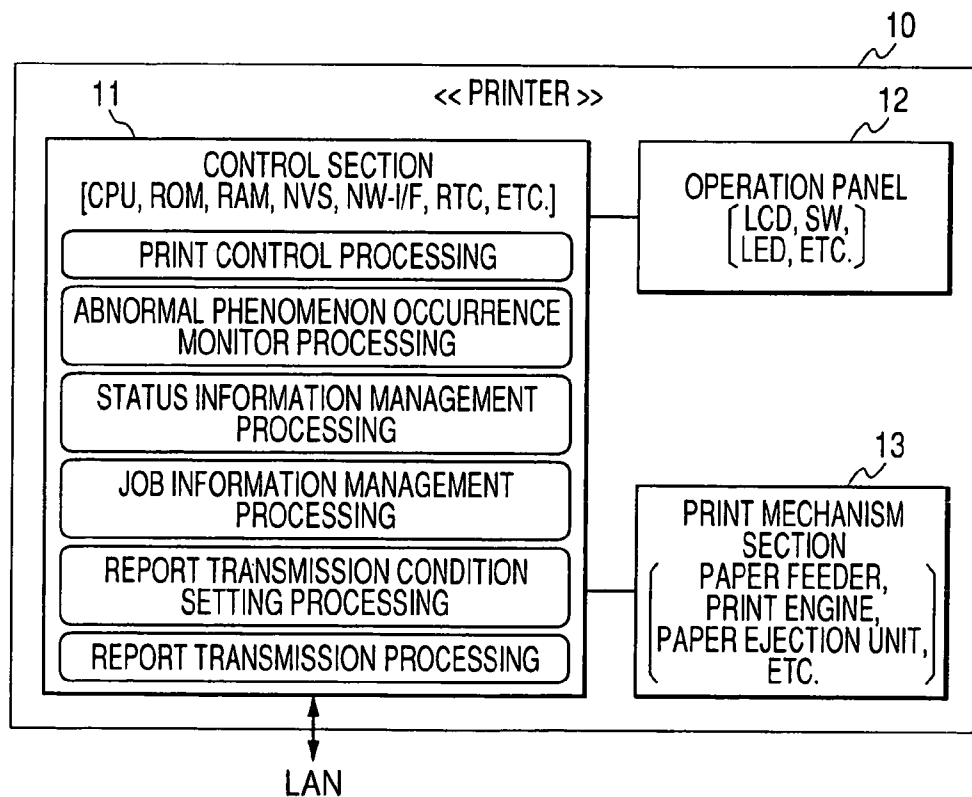 10
<< PRINTER >>
11
CONTROL SECTION
[CPU, ROM, RAM, NVS, NW-I/F, RTC, ETC.]
PRINT CONTROL PROCESSING
ABNORMAL PHENOMENON OCCURRENCE
MONITOR PROCESSING
STATUS INFORMATION MANAGEMENT
PROCESSING
JOB INFORMATION MANAGEMENT
PROCESSING
REPORT TRANSMISSION CONDITION
SETTING PROCESSING
REPORT TRANSMISSION PROCESSING
12
OPERATION PANEL
[LCD, SW,
LED, ETC.]
13
PRINT MECHANISM
SECTION
[PAPER FEEDER,
PRINT ENGINE,
PAPER EJECTION UNIT,
ETC.]
LAN